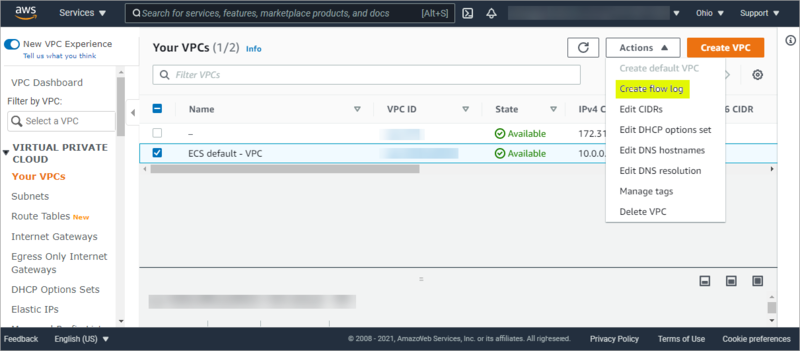 aws
Services
Search for services, features, marketplace products, and docs
[Alt+S]
Ohio
Support
New VPC Experience
Tell us what you think
VPC Dashboard
Filter by VPC:
Select a VPC
VIRTUAL PRIVATE
CLOUD
Your VPCs
Subnets
Route Tables New
Internet Gateways
Egress Only Internet
Gateways
DHCP Options Sets
Elastic IPs
Your VPCs (1/2) Info
Actions
Create VPC
Filter VPCs
Name
VPC ID
State
IPv4 C
6 CIDR
–
Available
172.31
ECS default - VPC
Available
10.0.0.
Create default VPC
Create flow log
Edit CIDRs
Edit DHCP options set
Edit DNS hostnames
Edit DNS resolution
Manage tags
Delete VPC
Feedback
English (US)
© 2008 - 2021, AmazoWeb Services, Inc. or its affiliates. All rights reserved.
Privacy Policy
Terms of Use
Cookie preferences